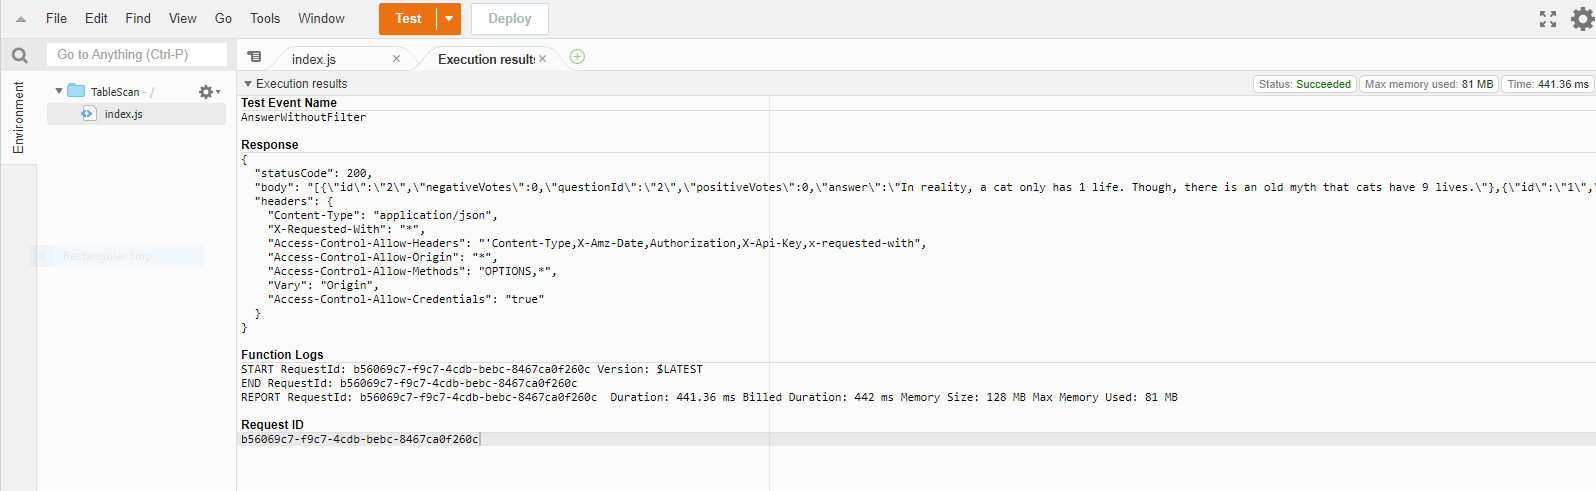 File Edit Find View Go Tools Window Test Deploy
Go to Anything (Ctrl-P)
index.js
Execution results
Environment
TableScan - /
index.js
Execution results
Status: Succeeded
Max memory used: 81 MB
Time: 441.36 ms
Test Event Name
AnswerWithoutFilter
Response
{
"statusCode": 200,
"body": "[{\"id\":\"2\",\"negativeVotes\":0,\"questionId\":\"2\",\"positiveVotes\":0,\"answer\":\"In reality, a cat only has 1 life. Though, there is an old myth that cats have 9 lives.\"},{\"id\":\"1\",\
"headers": {
"Content-Type": "application/json",
"X-Requested-With": "*",
"Access-Control-Allow-Headers": "'Content-Type,X-Amz-Date,Authorization,X-Api-Key,x-requested-with",
"Access-Control-Allow-Origin": "*",
"Access-Control-Allow-Methods": "OPTIONS,*",
"Vary": "Origin",
"Access-Control-Allow-Credentials": "true"
}
}
Rectangular Snip
Function Logs
START RequestId: b56069c7-f9c7-4cdb-bebc-8467ca0f260c Version: $LATEST
END RequestId: b56069c7-f9c7-4cdb-bebc-8467ca0f260c
REPORT RequestId: b56069c7-f9c7-4cdb-bebc-8467ca0f260c Duration: 441.36 ms Billed Duration: 442 ms Memory Size: 128 MB Max Memory Used: 81 MB
Request ID
b56069c7-f9c7-4cdb-bebc-8467ca0f260c